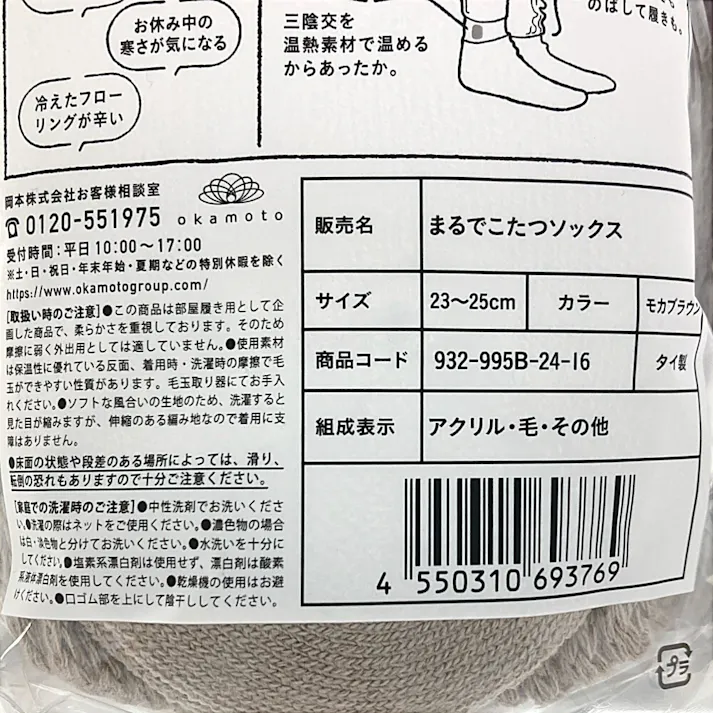 お休み中の
寒さが気になる
冷えたフロー
リングが辛い
三陰交を
温熱素材で温める
からあったか。
のばして履きも。
岡本株式会社お客様相談室
0120-551975
受付時間:平日10:00〜17:00
※土・日・祝日・年末年始・夏期などの特別休暇を除く
https://www.okamotogroup.com/
okamoto
【取扱い時のご注意】●この商品は部屋履き用として企
画した商品で、柔らかさを重視しております。そのため
摩擦に弱く外出用としては適していません。●使用素材
は保温性に優れている反面、着用時・洗濯時の摩擦で毛
玉ができやすい性質があります。毛玉取り器にてお手入
れください。●ソフトな風合いの生地のため、洗濯すると
見た目が縮みますが、伸縮のある編み地なので着用に支
障はありません。
●床面の状態や段差のある場所によっては、滑り、
転倒の恐れもありますので十分ご注意ください。
【家庭での洗濯時のご注意】●中性洗剤でお洗いくださ
い。●洗濯の際はネットをご使用ください。●濃色物の場合
は白・淡色物と分けてお洗いください。●水洗いを十分に
してください。●塩素系漂白剤は使用せず、漂白剤は酸素
系液体漂白剤を使用してください。●乾燥機の使用はお避
けください。●口ゴム部を上にして陰干ししてください。
販売名 まるでこたつソックス
サイズ 23〜25cm カラー モカブラウン
商品コード 932-995B-24-16 タイ製
組成表示 アクリル・毛・その他
4 550310 693769
プラ